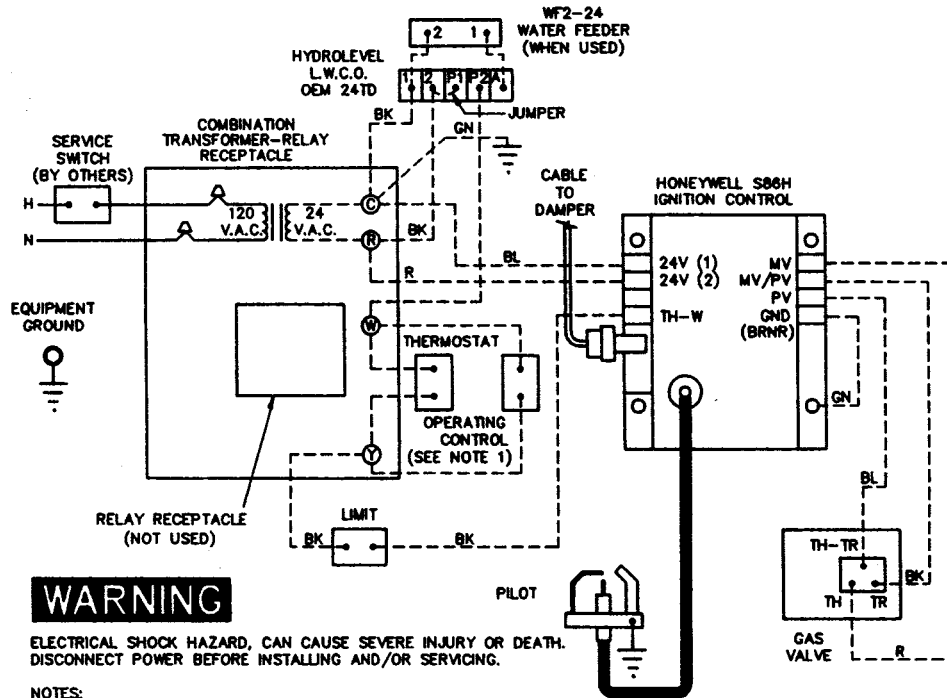 WF2-24
WATER FEEDER
(WHEN USED)
2 1
HYDROLEVEL
L.W.C.O.
OEM 24TD
1 2 P1 P2 A
JUMPER
BK
GN
COMBINATION
TRANSFORMER-RELAY
RECEPTACLE
SERVICE
SWITCH
(BY OTHERS)
H
N
120
V.A.C.
24
V.A.C.
C
R
BK
BL
R
CABLE
TO
DAMPER
HONEYWELL S86H
IGNITION CONTROL
24V (1)
24V (2)
TH-W
MV
MV/PV
PV
GND
(BRNR)
GN
EQUIPMENT
GROUND
W
THERMOSTAT
OPERATING
CONTROL
(SEE NOTE 1)
Y
RELAY RECEPTACLE
(NOT USED)
LIMIT
BK
BK
BL
TH-TR
TH TR
BK
GAS
VALVE
R
PILOT
WARNING
ELECTRICAL SHOCK HAZARD, CAN CAUSE SEVERE INJURY OR DEATH.
DISCONNECT POWER BEFORE INSTALLING AND/OR SERVICING.
NOTES: